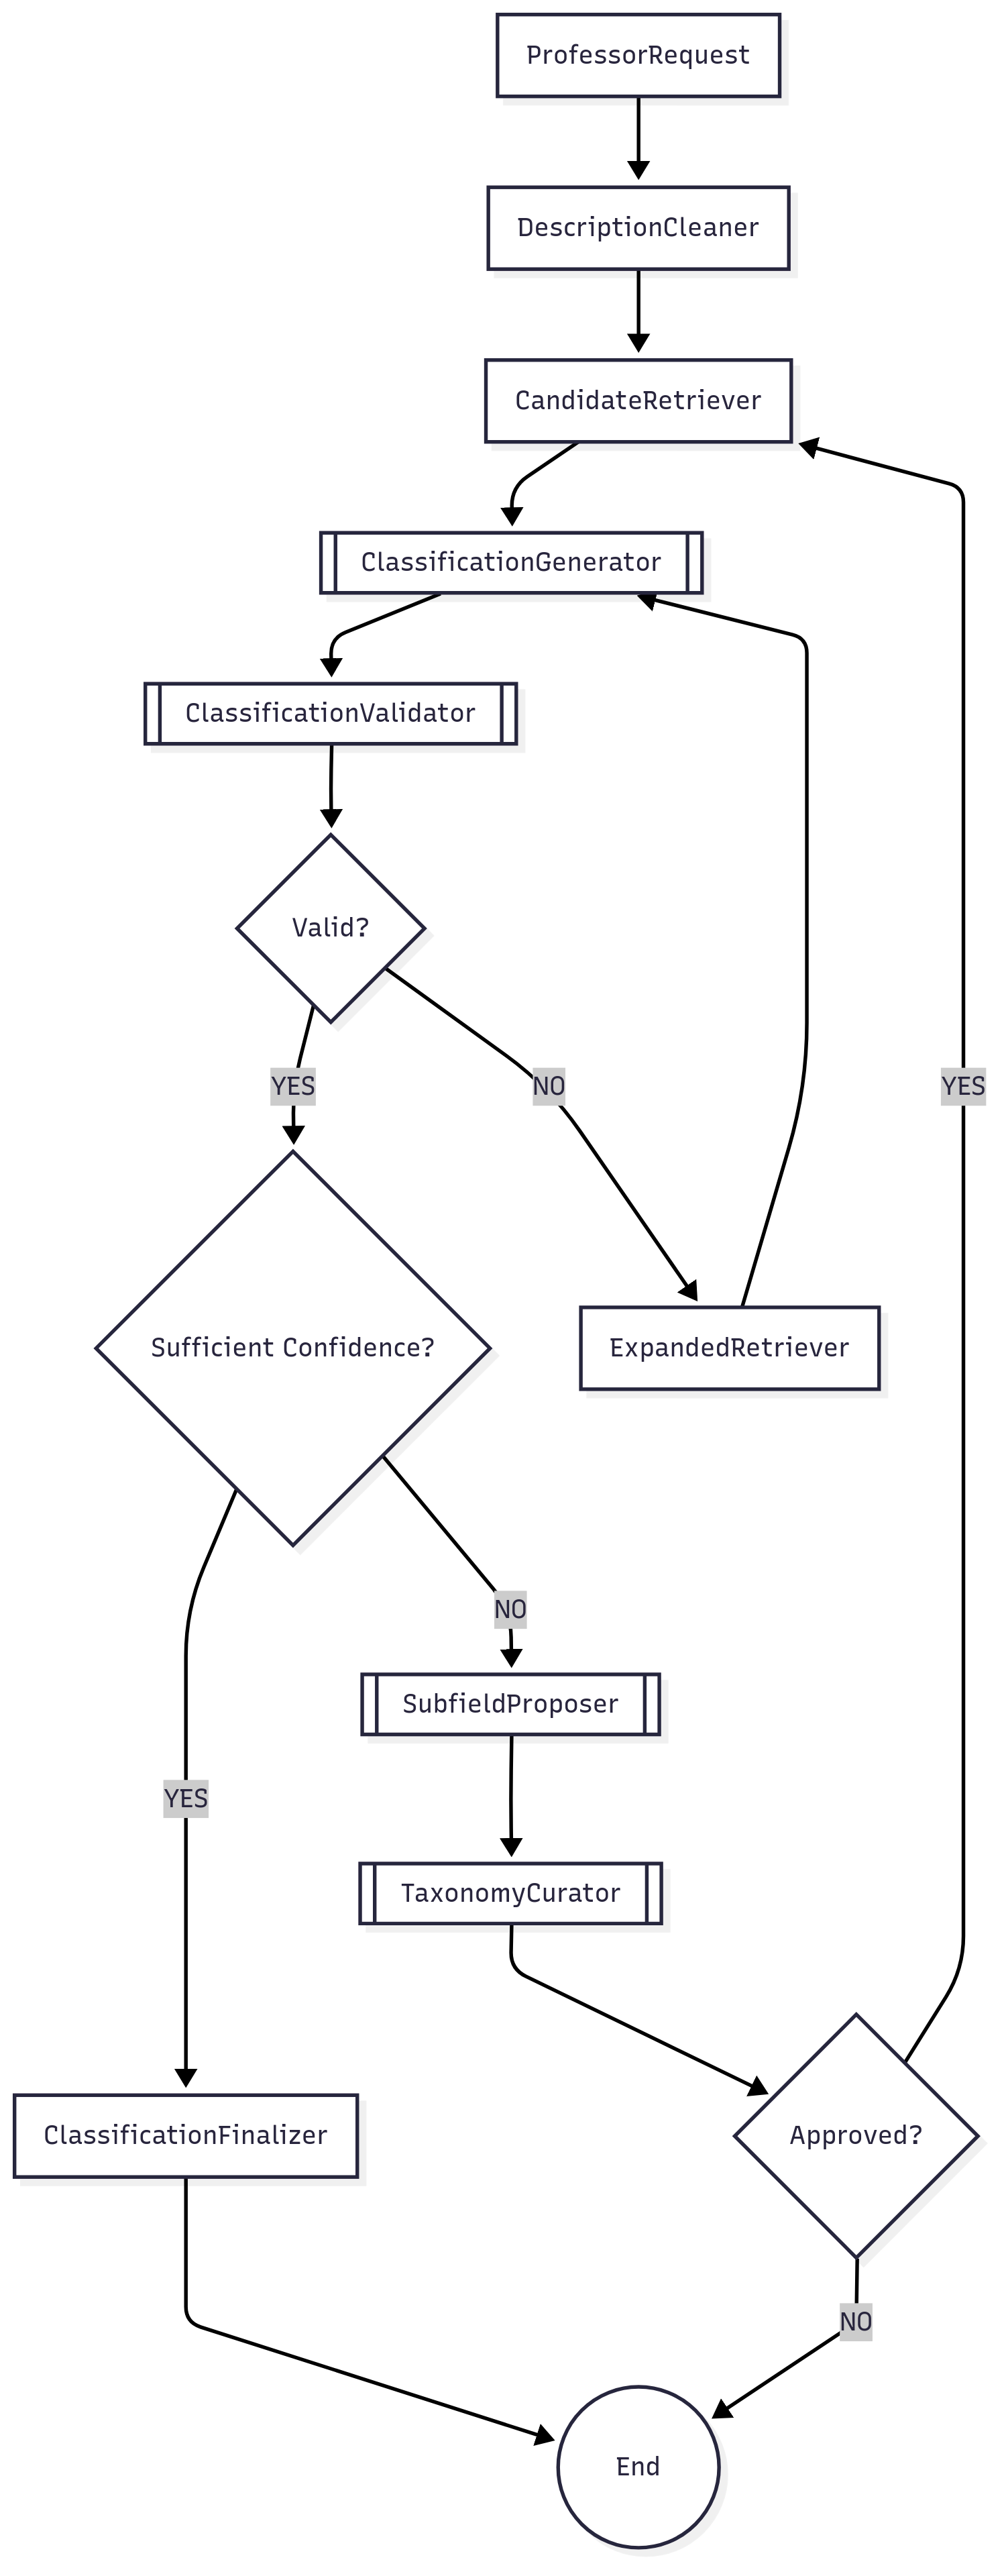 ProfessorRequest
DescriptionCleaner
CandidateRetriever
ClassificationGenerator
ClassificationValidator
Valid?
YES
NO
YES
Sufficient Confidence?
ExpandedRetriever
NO
SubfieldProposer
YES
TaxonomyCurator
ClassificationFinalizer
Approved?
NO
End